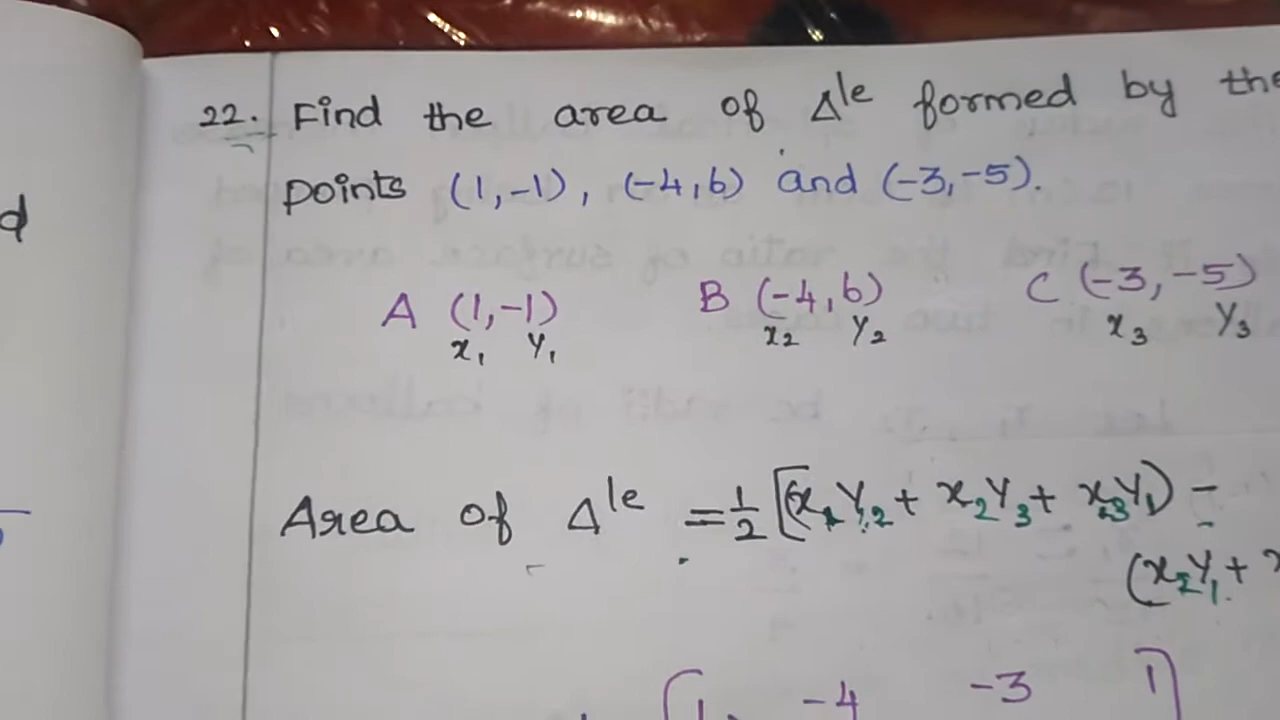 22. Find the area of Δle formed by the
points (1,-1), (-4,6) and (-3,-5).
A (1,-1) B (-4,6) C (-3,-5)
x₁ y₁ x₂ y₂ x₃ y₃
Area of Δle = 1/2 [(x₁y₂ + x₂y₃ + x₃y₁) -
(x₂y₁ +
1 -4 -3 1
d